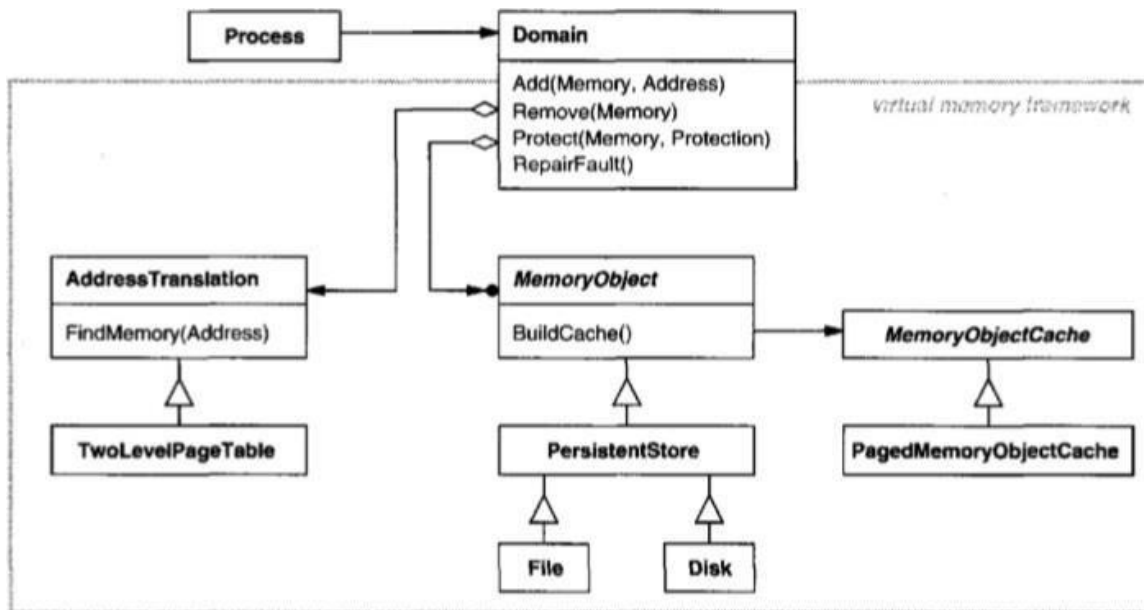 Process
Domain
Add(Memory, Address)
Remove(Memory)
Protect(Memory, Protection)
RepairFault()
virtual memory framework
AddressTranslation
FindMemory(Address)
MemoryObject
BuildCache()
MemoryObjectCache
TwoLevelPageTable
PersistentStore
PagedMemoryObjectCache
File
Disk